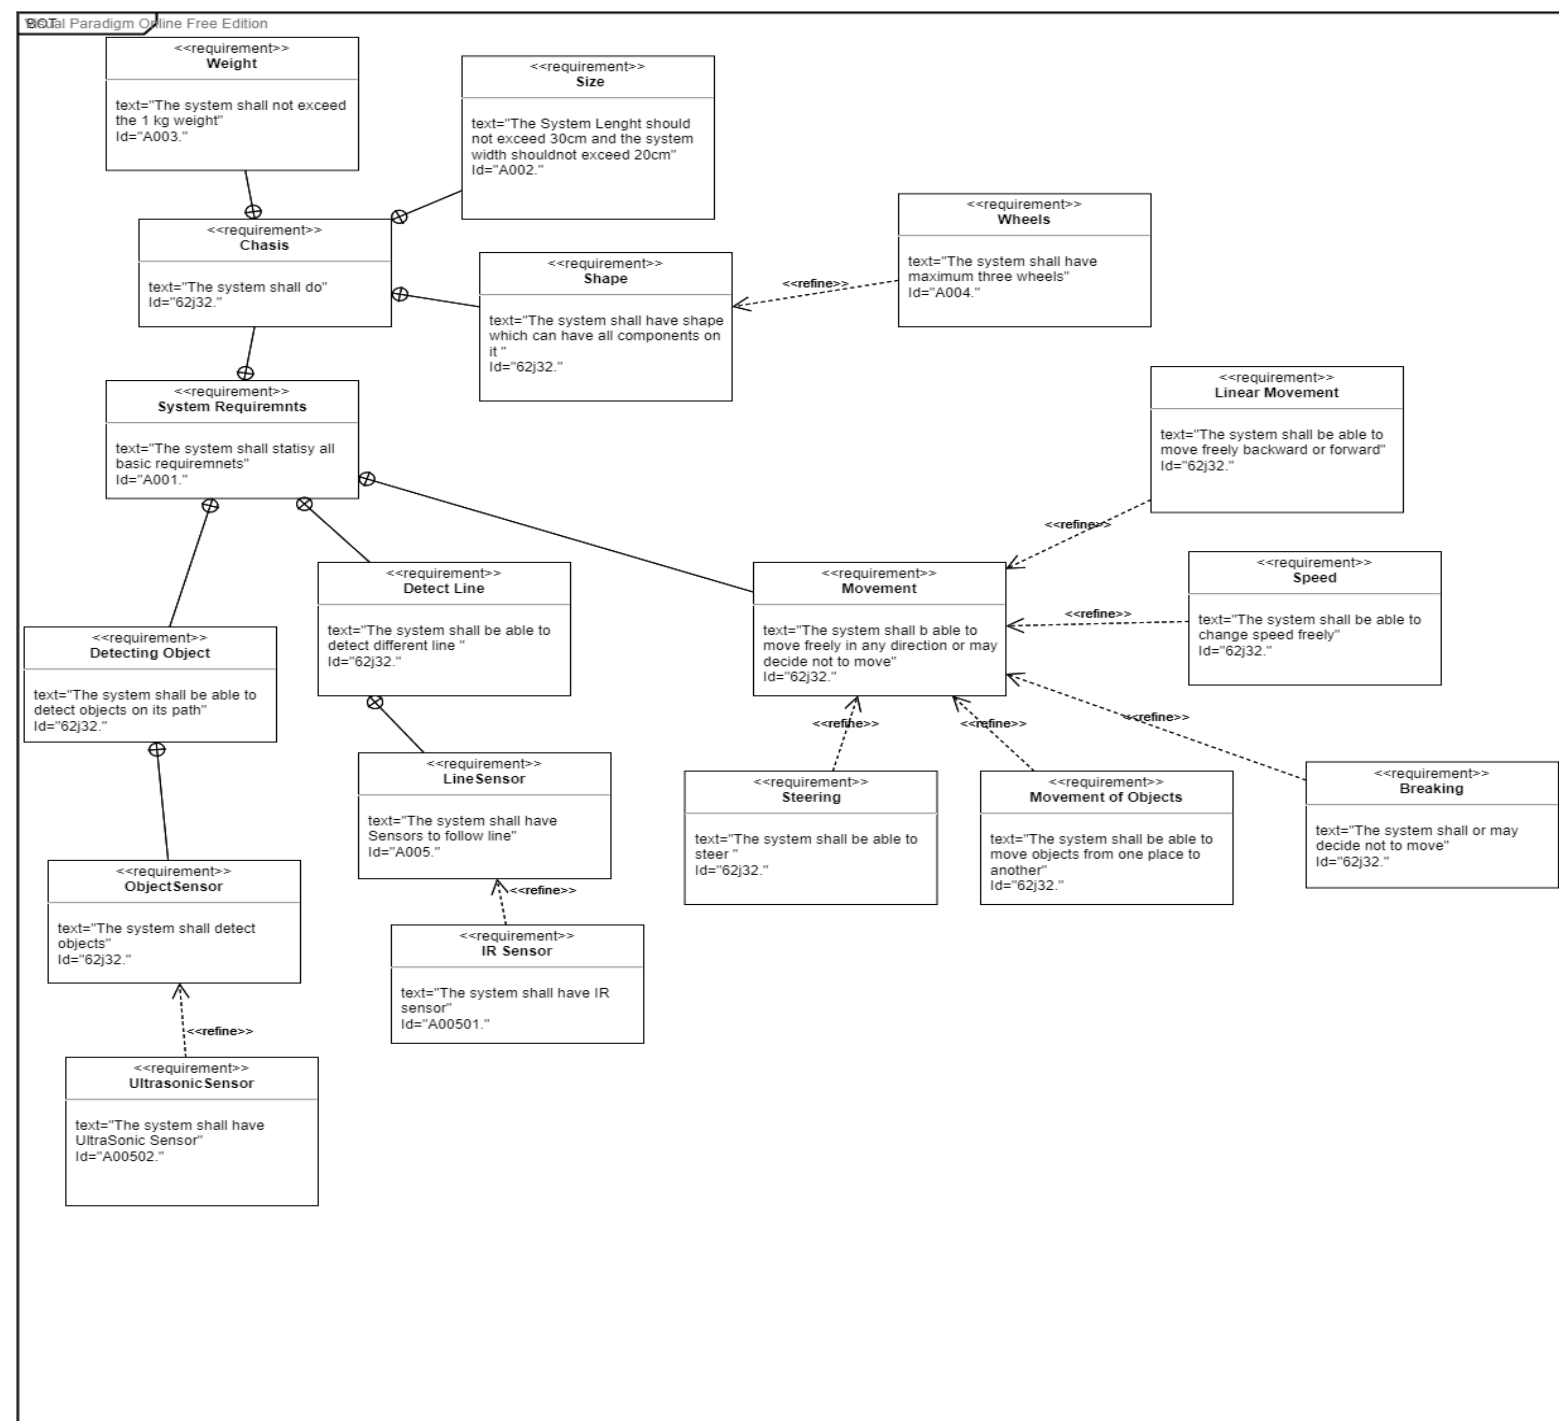 BOT
Visual Paradigm Online Free Edition
<<requirement>>
Weight
text="The system shall not exceed
the 1 kg weight"
Id="A003."
<<requirement>>
Size
text="The System Lenght should
not exceed 30cm and the system
width shouldnot exceed 20cm"
Id="A002."
<<requirement>>
Chasis
text="The system shall do"
Id="62j32."
<<requirement>>
Shape
text="The system shall have shape
which can have all components on
it "
Id="62j32."
<<refine>>
<<requirement>>
Wheels
text="The system shall have
maximum three wheels"
Id="A004."
<<requirement>>
System Requiremnts
text="The system shall statisy all
basic requiremnets"
Id="A001."
<<requirement>>
Linear Movement
text="The system shall be able to
move freely backward or forward"
Id="62j32."
<<refine>>
<<requirement>>
Detect Line
text="The system shall be able to
detect different line "
Id="62j32."
<<requirement>>
Movement
text="The system shall b able to
move freely in any direction or may
decide not to move"
Id="62j32."
<<refine>>
<<requirement>>
Speed
text="The system shall be able to
change speed freely"
Id="62j32."
<<requirement>>
Detecting Object
text="The system shall be able to
detect objects on its path"
Id="62j32."
<<refine>>
<<refine>>
<<refine>>
<<requirement>>
LineSensor
text="The system shall have
Sensors to follow line"
Id="A005."
<<requirement>>
Steering
text="The system shall be able to
steer "
Id="62j32."
<<requirement>>
Movement of Objects
text="The system shall be able to
move objects from one place to
another"
Id="62j32."
<<requirement>>
Breaking
text="The system shall or may
decide not to move"
Id="62j32."
<<requirement>>
ObjectSensor
text="The system shall detect
objects"
Id="62j32."
<<refine>>
<<requirement>>
IR Sensor
text="The system shall have IR
sensor"
Id="A00501."
<<refine>>
<<requirement>>
UltrasonicSensor
text="The system shall have
UltraSonic Sensor"
Id="A00502."